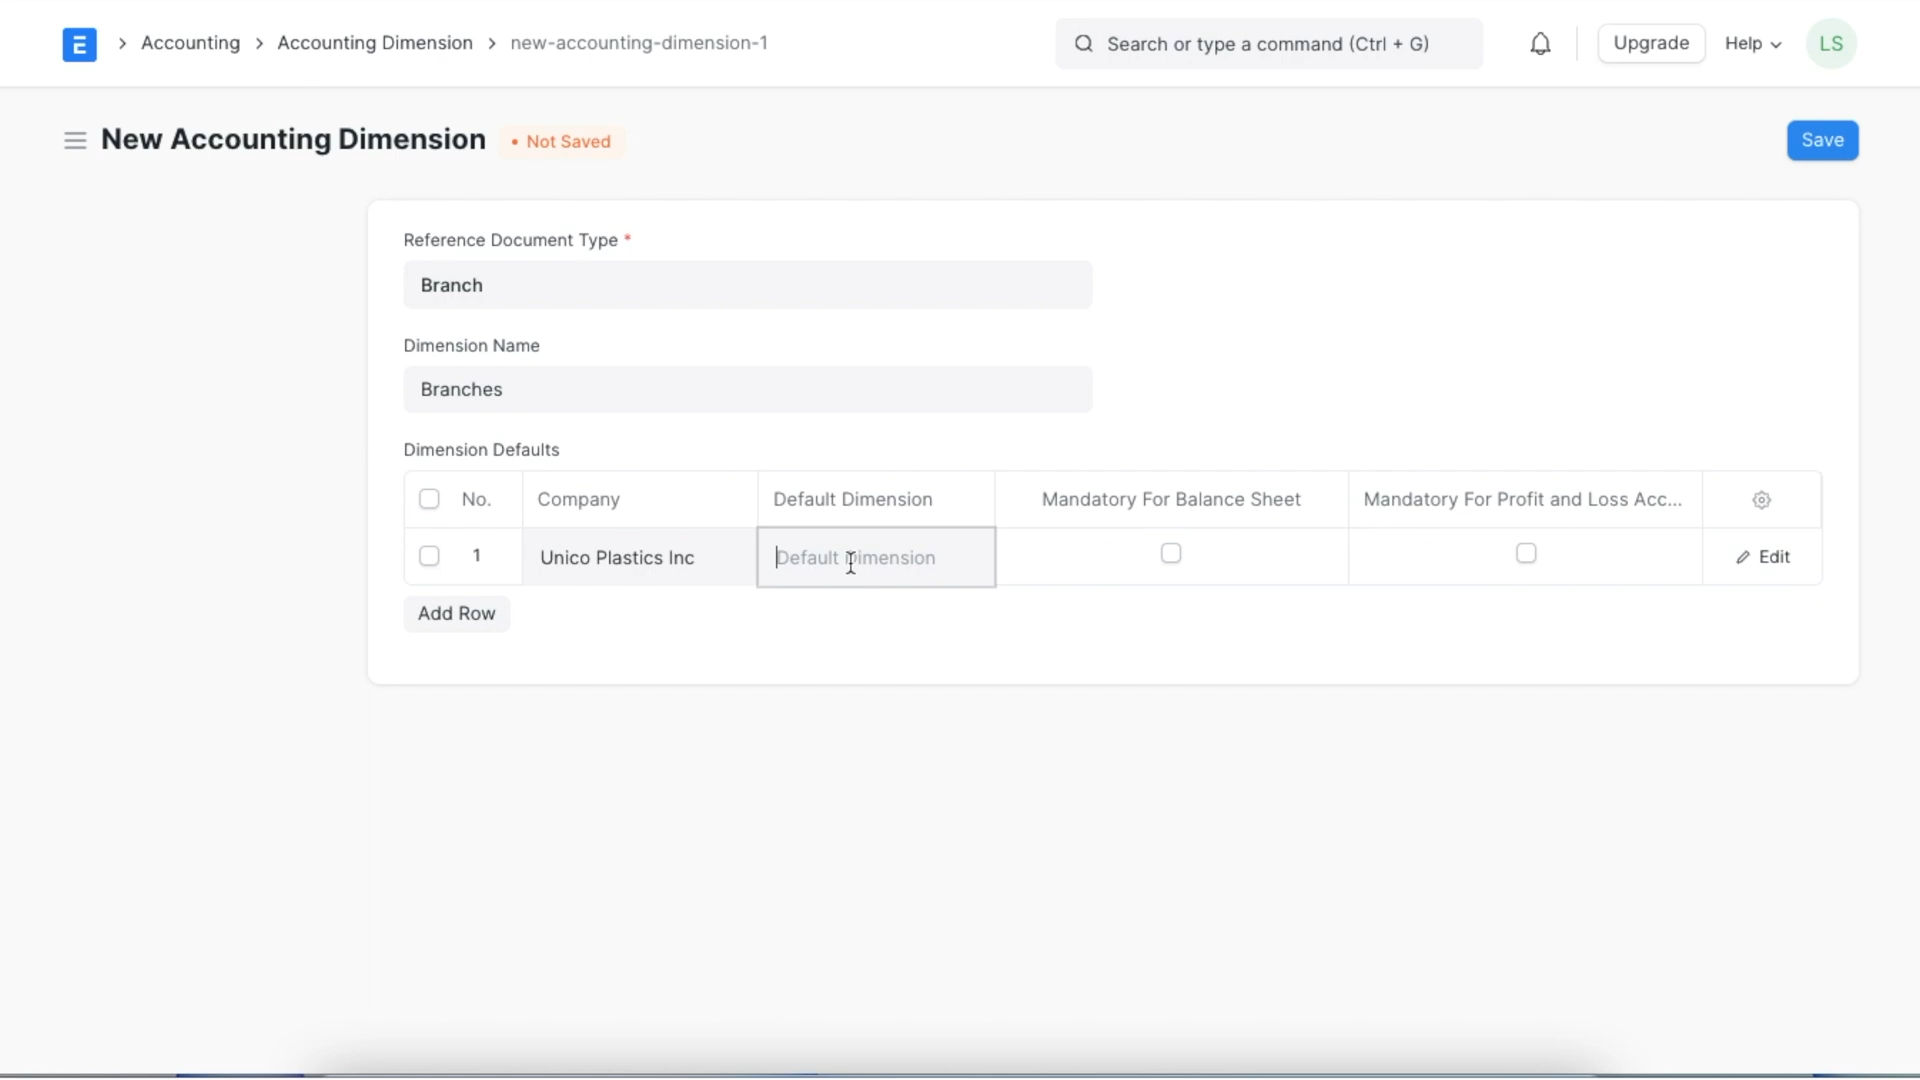 E > Accounting > Accounting Dimension > new-accounting-dimension-1 Search or type a command (Ctrl + G) Upgrade Help LS
New Accounting Dimension • Not Saved Save
Reference Document Type *
Branch
Dimension Name
Branches
Dimension Defaults
No. Company Default Dimension Mandatory For Balance Sheet Mandatory For Profit and Loss Acc...
1 Unico Plastics Inc Default Dimension Edit
Add Row